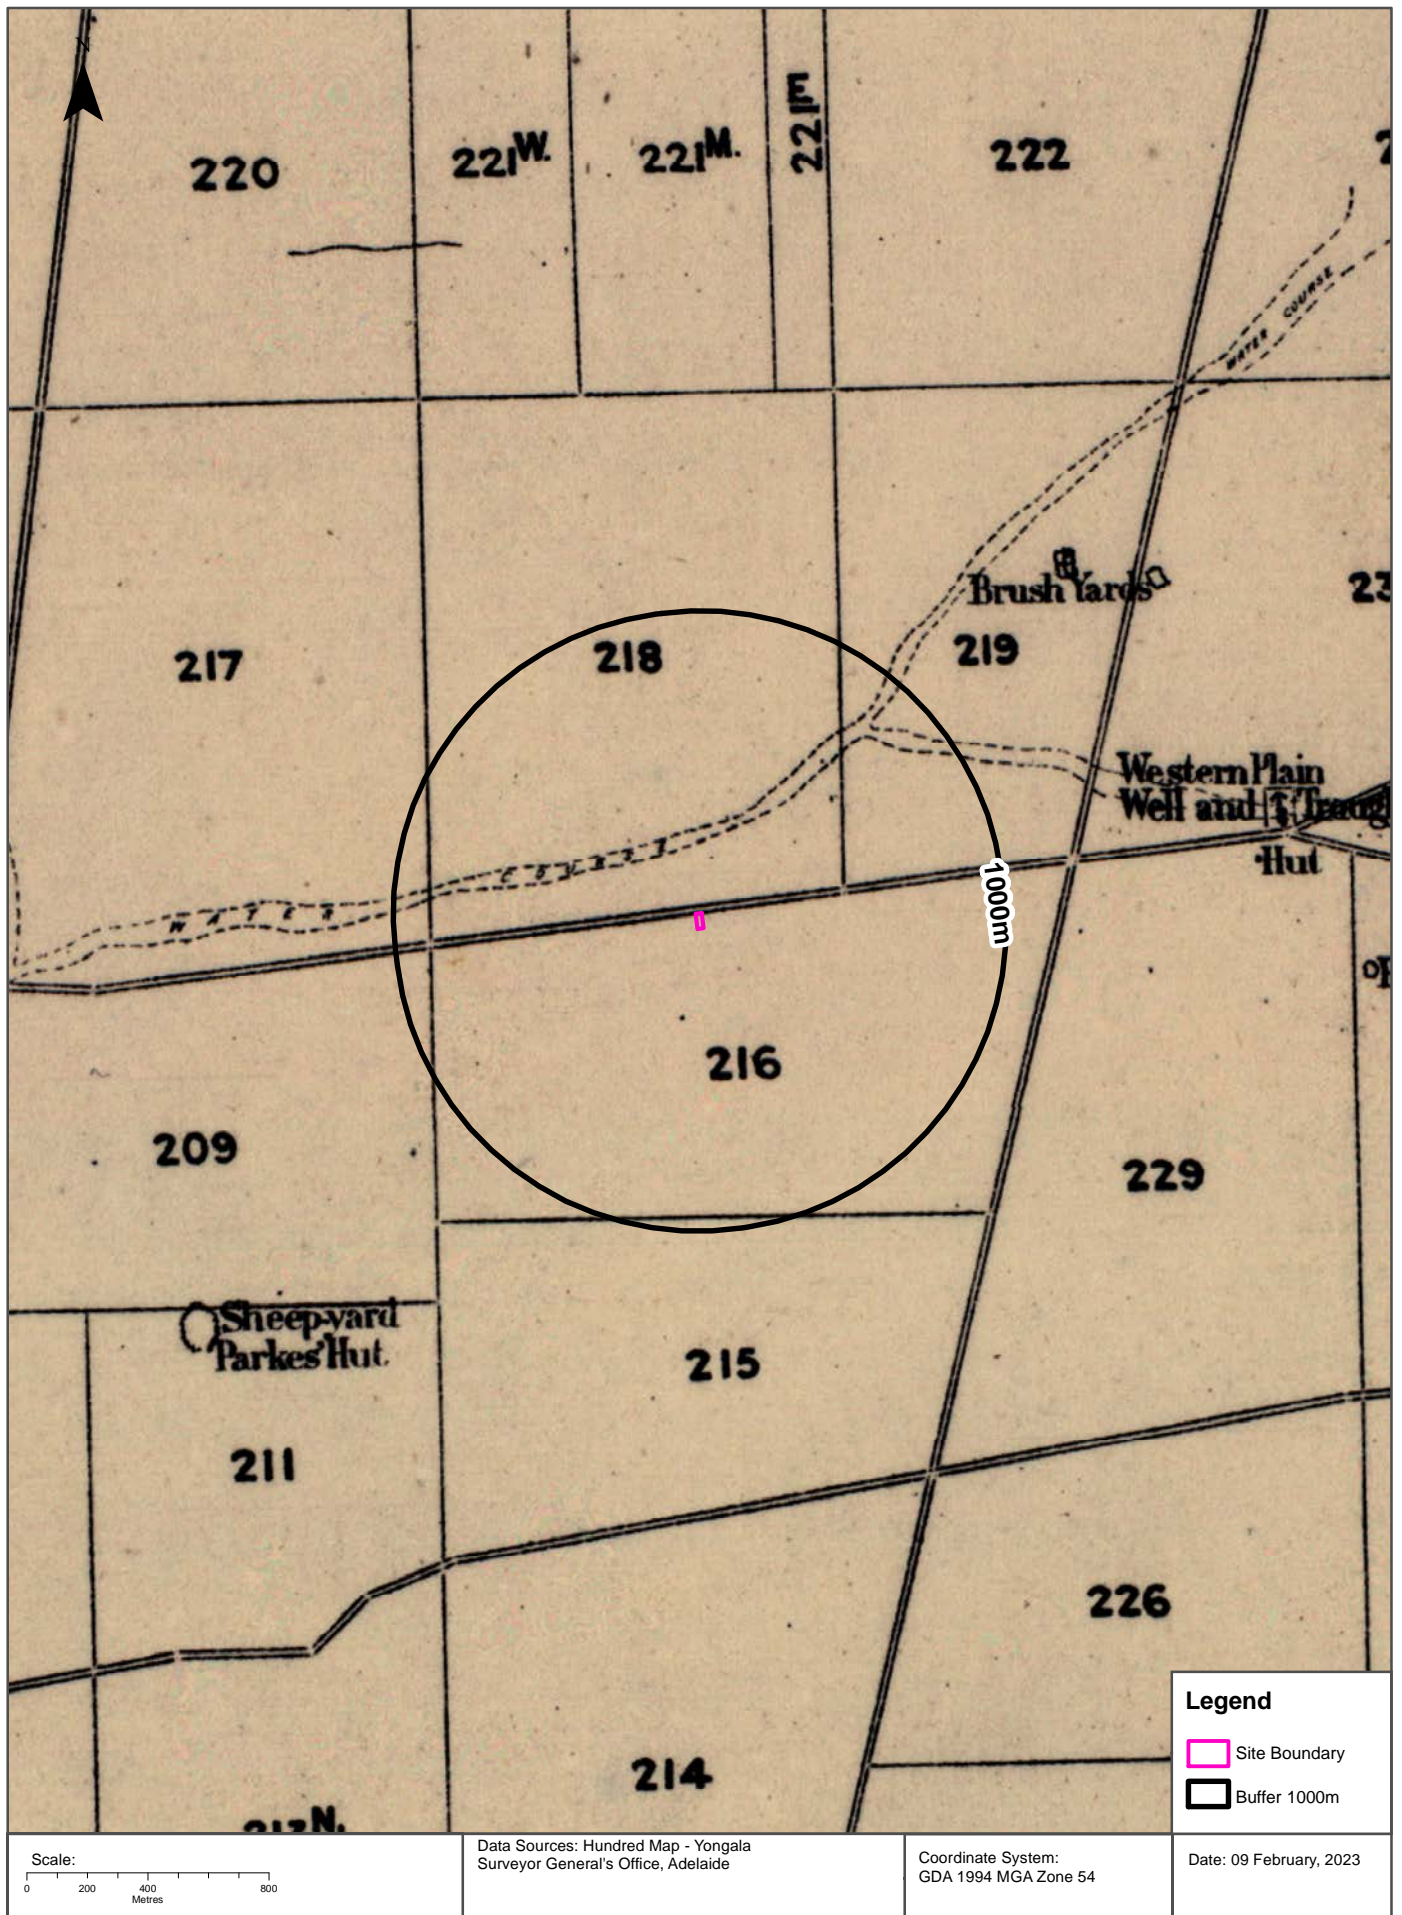 N
220
221W.
221M.
221E
222
WATER COURSE
Brush Yards
217
218
219
Western Plain
Well and Troug
Hut
WATER COURSE
1000m
216
209
229
Sheep-yard
Parkes' Hut.
215
211
226
214
Legend
Site Boundary
Buffer 1000m
Scale:
0 200 400 800
Metres
Data Sources: Hundred Map - Yongala
Surveyor General's Office, Adelaide
Coordinate System:
GDA 1994 MGA Zone 54
Date: 09 February, 2023